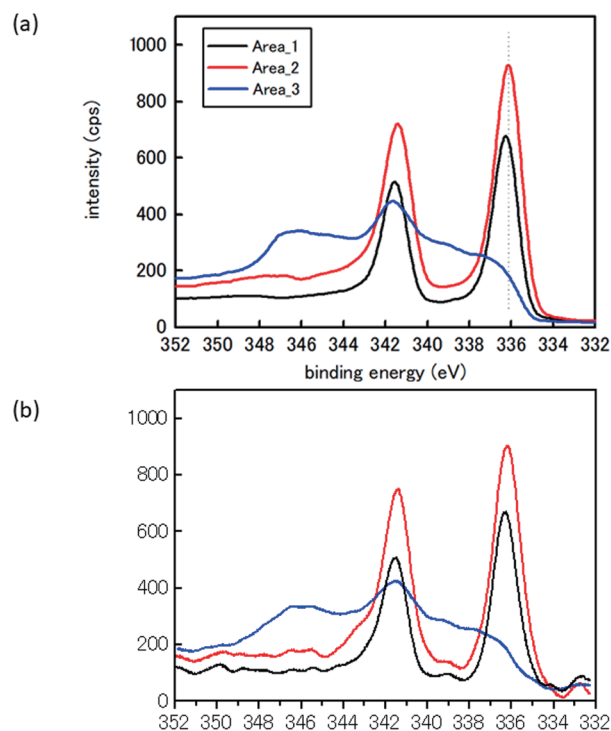 (a)
1000
800
600
400
200
0
intensity (cps)
Area_1
Area_2
Area_3
352 350 348 346 344 342 340 338 336 334 332
binding energy (eV)
(b)
1000
800
600
400
200
0
352 350 348 346 344 342 340 338 336 334 332